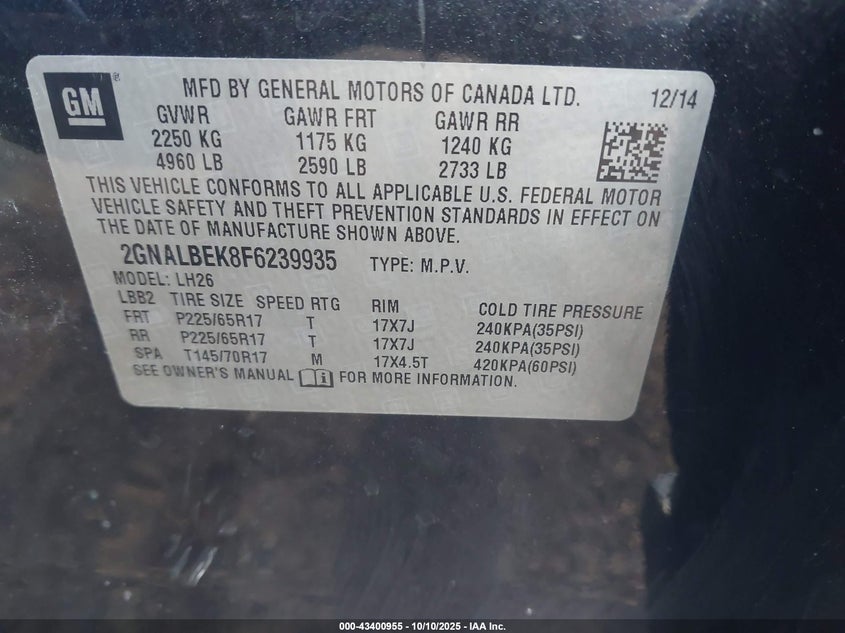 GM ®
MFD BY GENERAL MOTORS OF CANADA LTD. 12/14
GVWR GAWR FRT GAWR RR
2250 KG 1175 KG 1240 KG
4960 LB 2590 LB 2733 LB
THIS VEHICLE CONFORMS TO ALL APPLICABLE U.S. FEDERAL MOTOR
VEHICLE SAFETY AND THEFT PREVENTION STANDARDS IN EFFECT ON
THE DATE OF MANUFACTURE SHOWN ABOVE.
2GNALBEK8F6239935 TYPE: M.P.V.
MODEL: LH26
LBB2 TIRE SIZE SPEED RTG RIM COLD TIRE PRESSURE
FRT P225/65R17 T 17X7J 240KPA(35PSI)
RR P225/65R17 T 17X7J 240KPA(35PSI)
SPA T145/70R17 M 17X4.5T 420KPA(60PSI)
SEE OWNER'S MANUAL i FOR MORE INFORMATION.
000-43400955 - 10/10/2025 - IAA Inc.